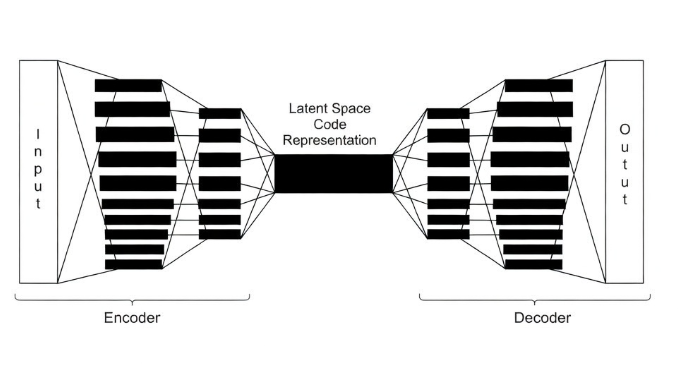 Input
Latent Space
Code
Representation
Outut
Encoder
Decoder